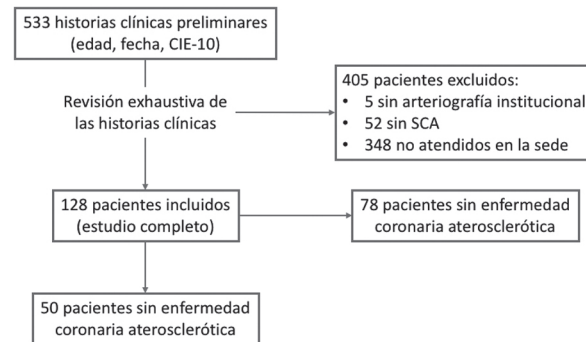 533 historias clínicas preliminares
(edad, fecha, CIE-10)
Revisión exhaustiva de
las historias clínicas
405 pacientes excluidos:
• 5 sin arteriografía institucional
• 52 sin SCA
• 348 no atendidos en la sede
128 pacientes incluidos
(estudio completo)
78 pacientes sin enfermedad
coronaria aterosclerótica
50 pacientes sin enfermedad
coronaria aterosclerótica